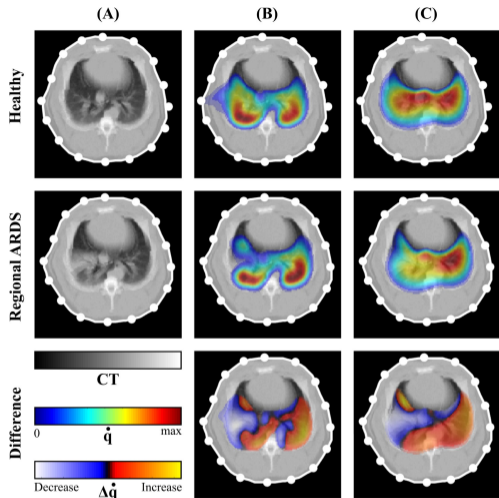 (A) (B) (C)
Healthy
Regional ARDS
Difference
CT
0 q̇ max
Decrease Δq̇ Increase